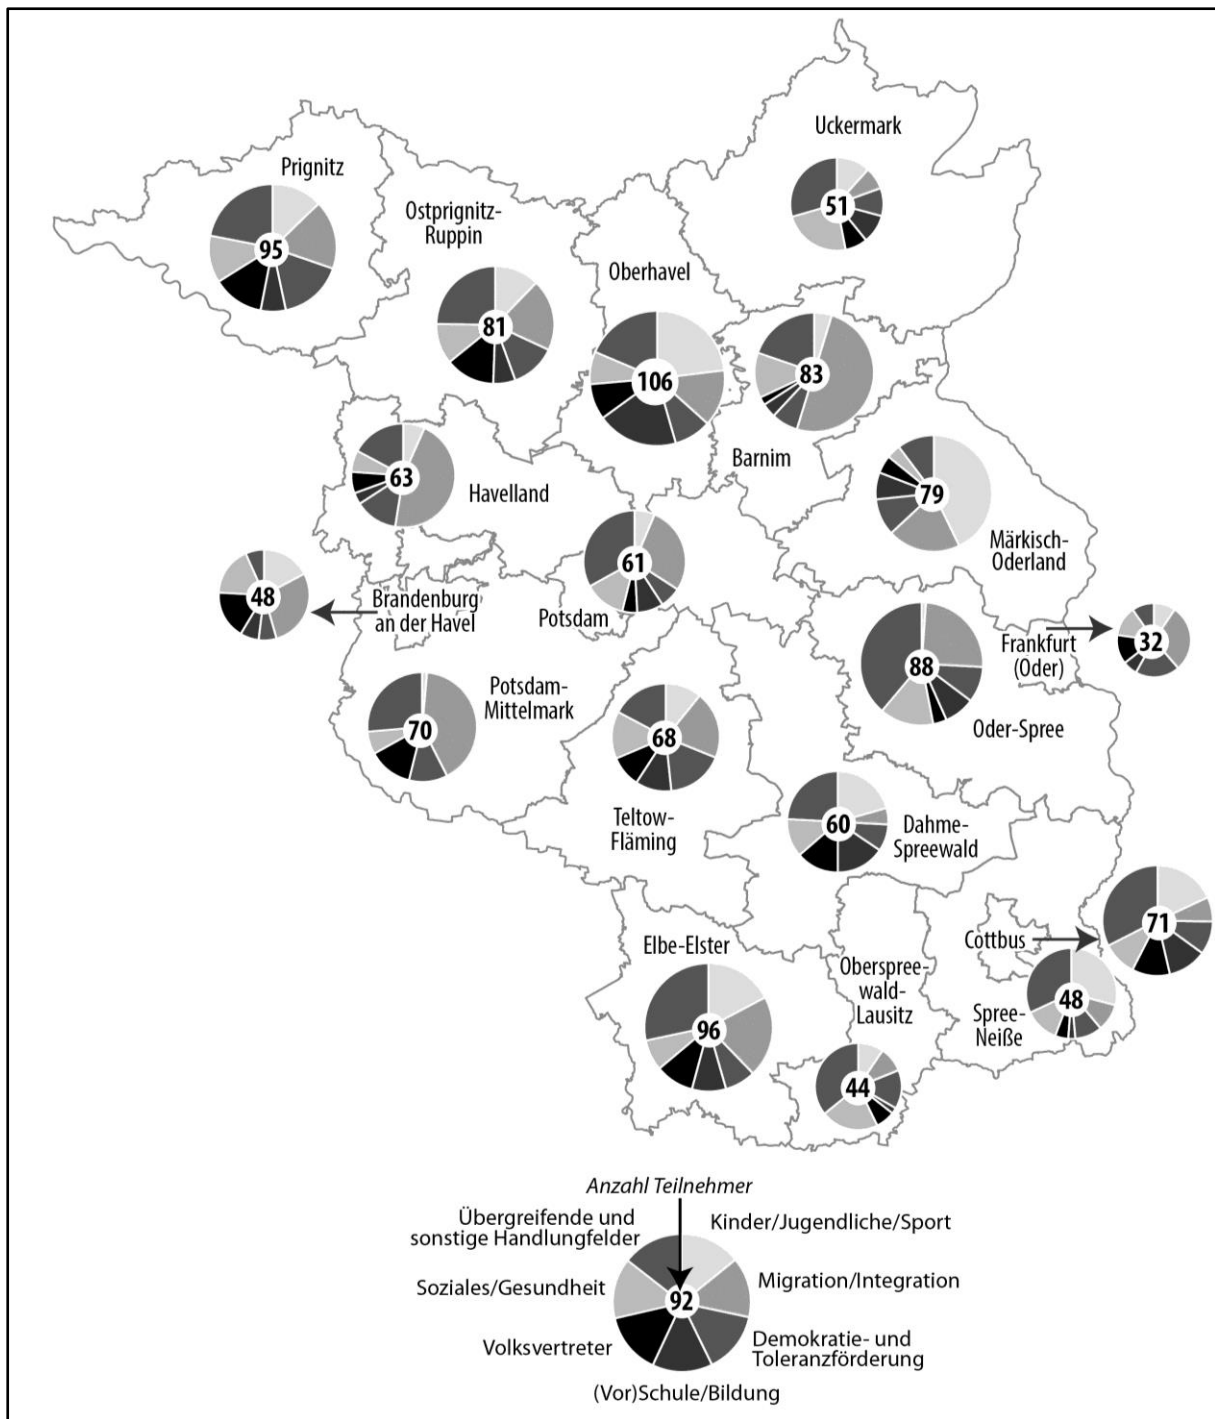 Uckermark
51
Prignitz
95
Ostprignitz-
Ruppin
81
Oberhavel
106
83
Barnim
63
Havelland
79
Märkisch-
Oderland
61
Potsdam
48
Brandenburg
an der Havel
88
Oder-Spree
Frankfurt
(Oder)
32
70
Potsdam-
Mittelmark
68
Teltow-
Fläming
60
Dahme-
Spreewald
71
Cottbus
48
Spree-
Neiße
Elbe-Elster
96
Oberspree-
wald-
Lausitz
44
Anzahl Teilnehmer
Übergreifende und
sonstige Handlungfelder
Kinder/Jugendliche/Sport
Soziales/Gesundheit
92
Migration/Integration
Volksvertreter
Demokratie- und
Toleranzförderung
(Vor)Schule/Bildung